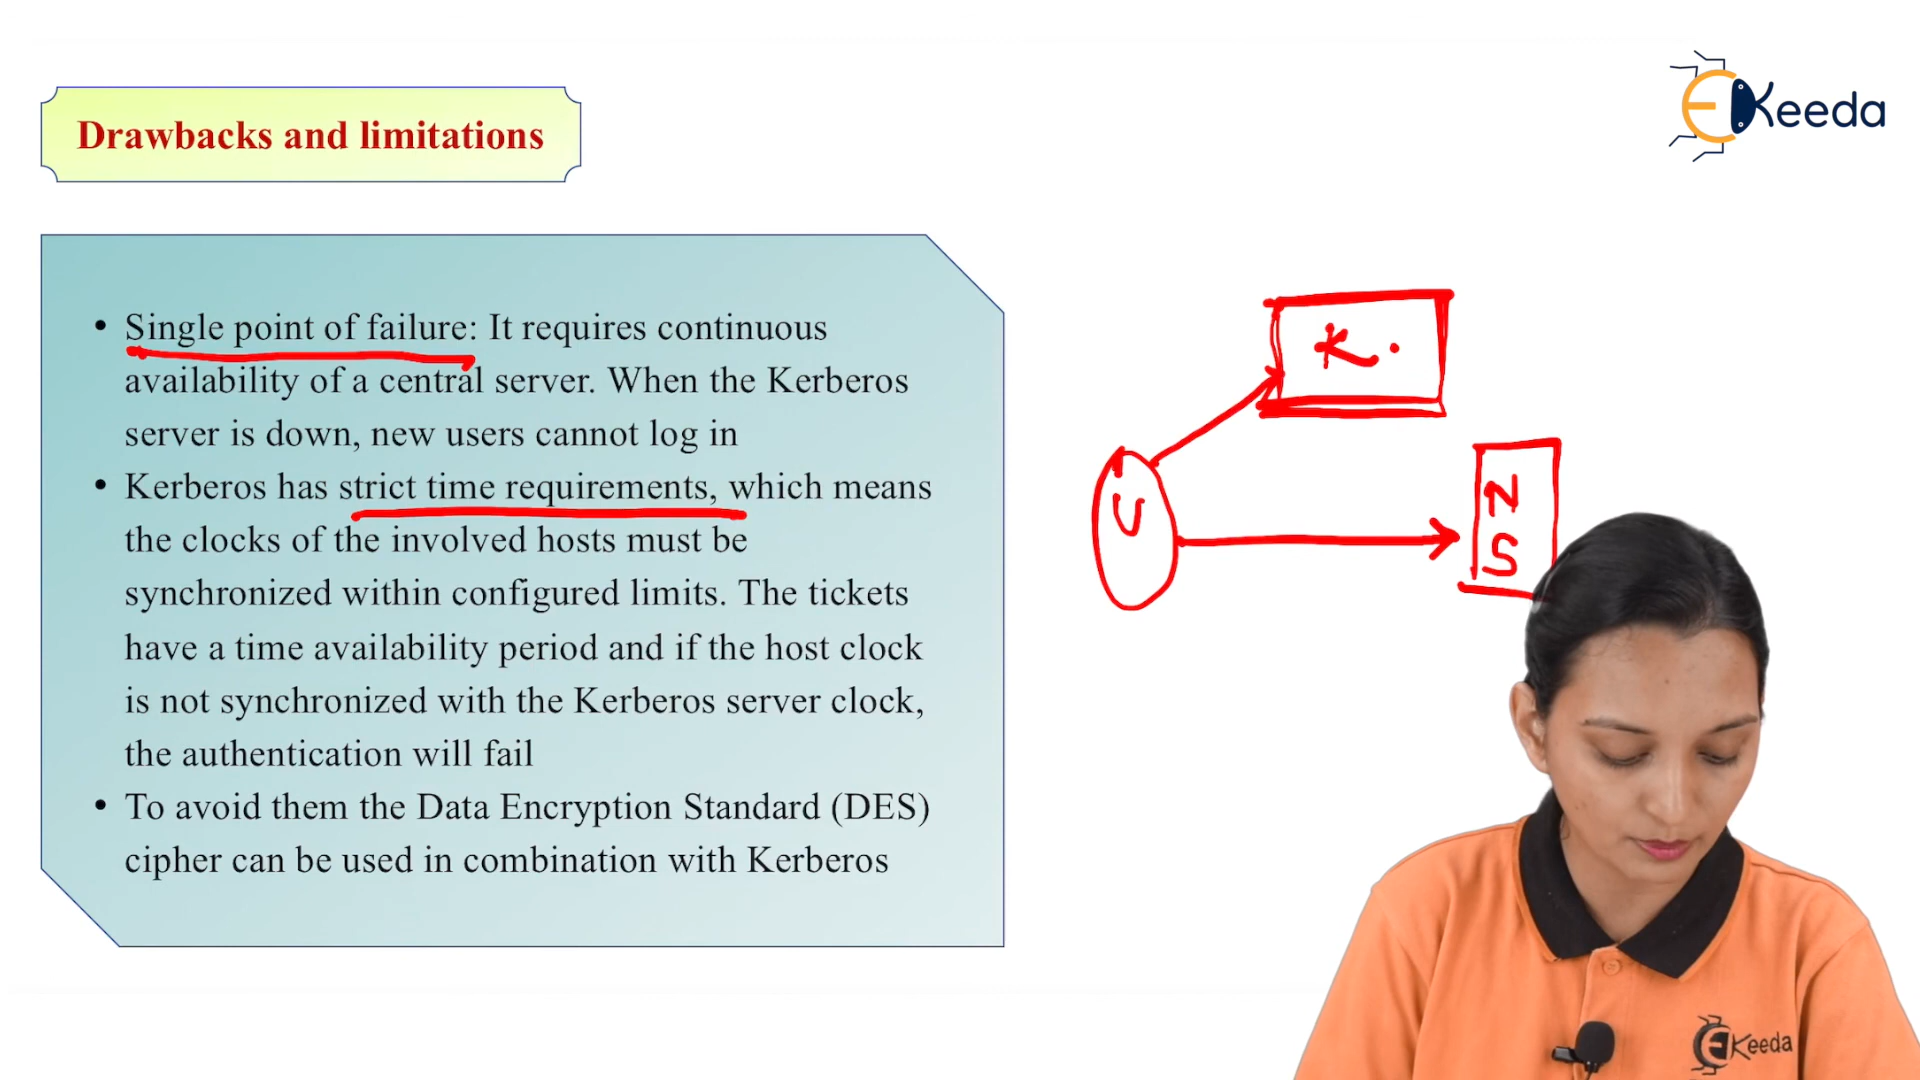 Drawbacks and limitations
EKeeda
• Single point of failure: It requires continuous
availability of a central server. When the Kerberos
server is down, new users cannot log in
• Kerberos has strict time requirements, which means
the clocks of the involved hosts must be
synchronized within configured limits. The tickets
have a time availability period and if the host clock
is not synchronized with the Kerberos server clock,
the authentication will fail
• To avoid them the Data Encryption Standard (DES)
cipher can be used in combination with Kerberos
K.
U
N
S
EKeeda